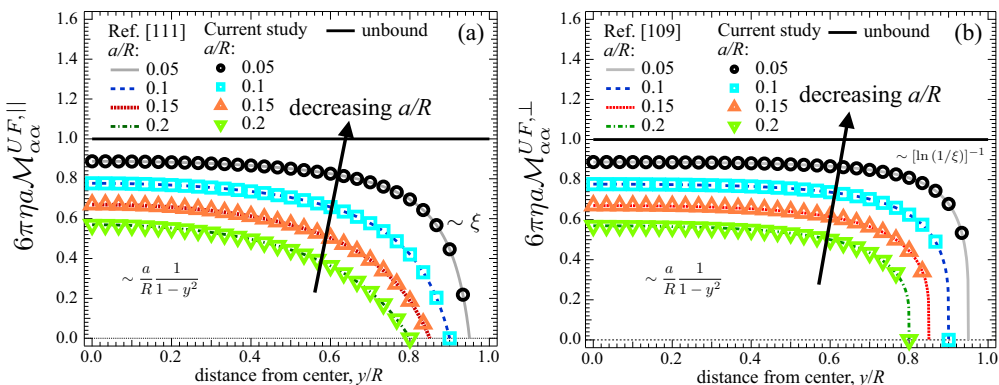 Ref. [111] Current study unbound (a)
a/R: a/R:
0.05 0.05
0.1 0.1
0.15 0.15
0.2 0.2
decreasing a/R
1.6
1.4
1.2
1.0
0.8
0.6
0.4
0.2
0.0
6πηaℳ^{UF,||}_{αα}
~ ξ
~ a/R 1/(1 − y²)
0.0 0.2 0.4 0.6 0.8 1.0
distance from center, y/R
Ref. [109] Current study unbound (b)
a/R: a/R:
0.05 0.05
0.1 0.1
0.15 0.15
0.2 0.2
decreasing a/R
1.6
1.4
1.2
1.0
0.8
0.6
0.4
0.2
0.0
6πηaℳ^{UF,⊥}_{αα}
~ [ln (1/ξ)]⁻¹
~ a/R 1/(1 − y²)
0.0 0.2 0.4 0.6 0.8 1.0
distance from center, y/R